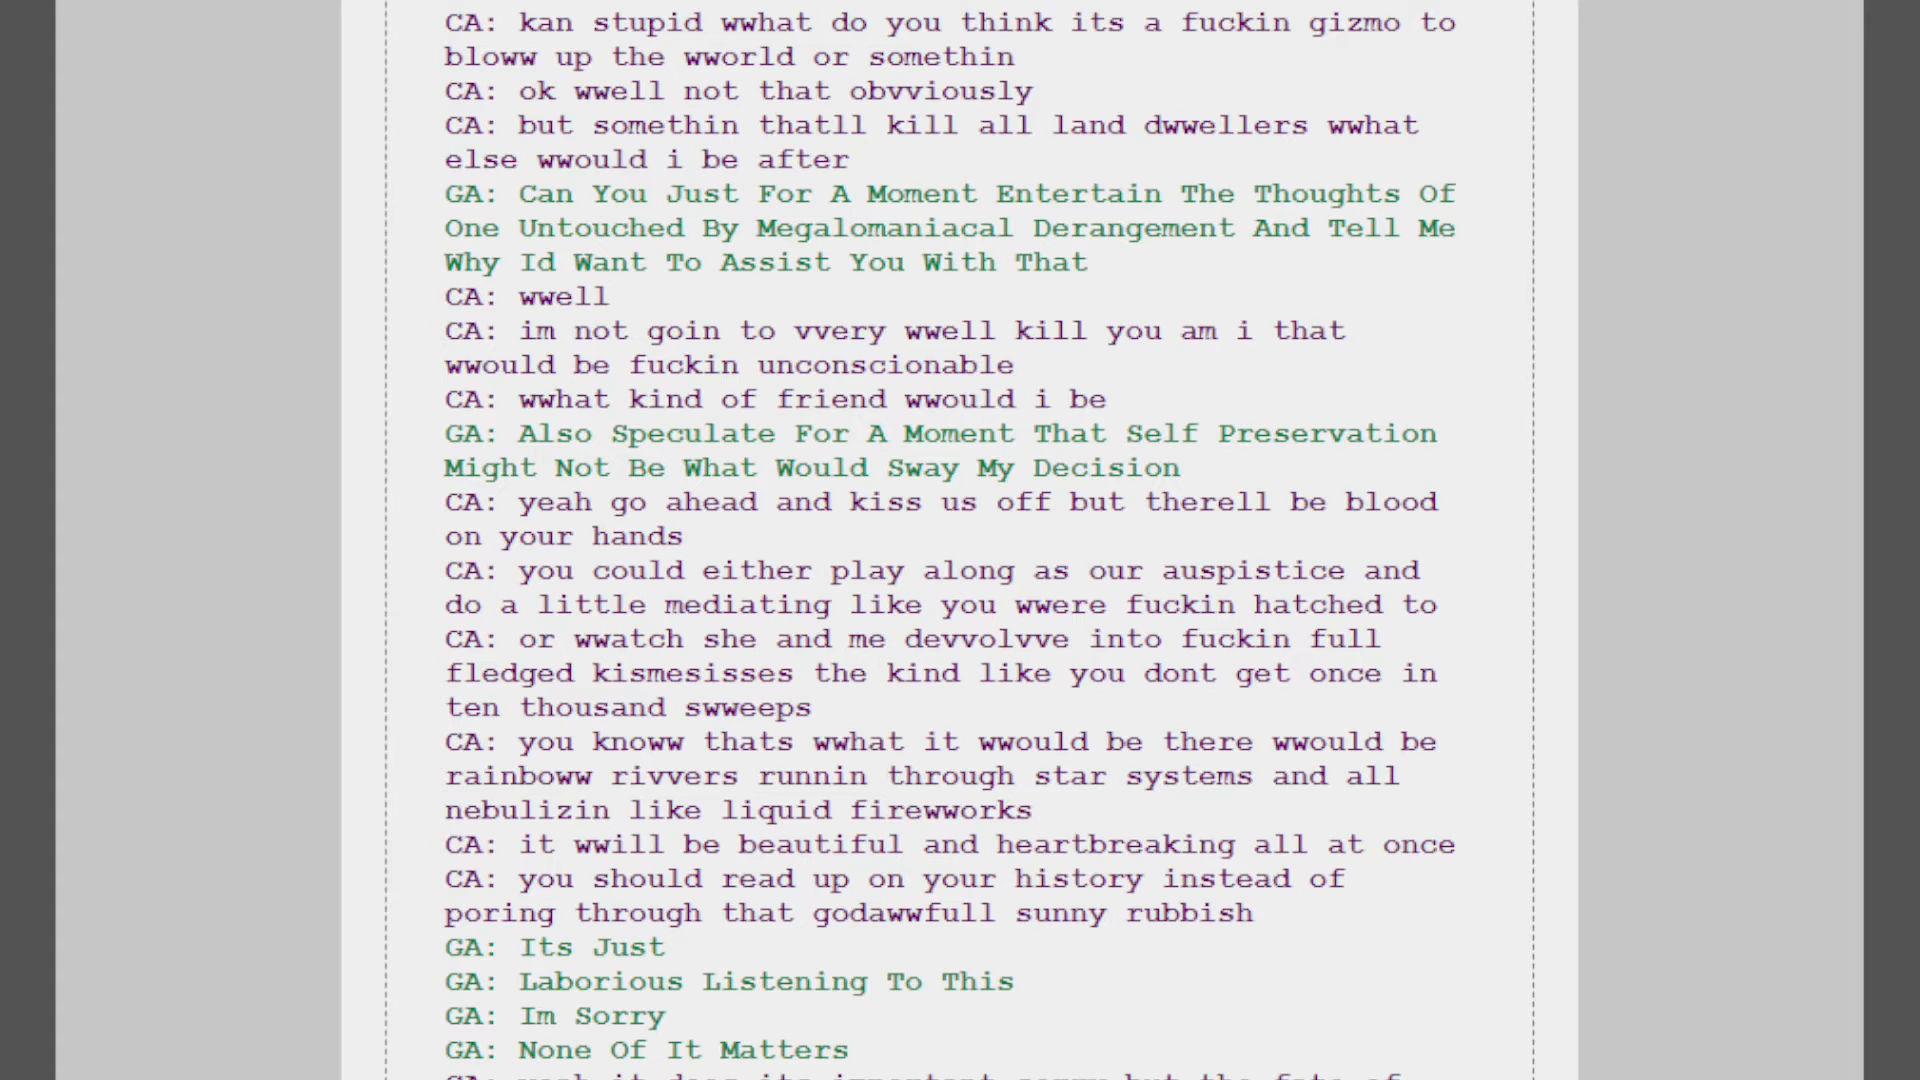 CA: kan stupid wwhat do you think its a fuckin gizmo to
bloww up the wworld or somethin
CA: ok wwell not that obvviously
CA: but somethin thatll kill all land dwwellers wwhat
else wwould i be after
GA: Can You Just For A Moment Entertain The Thoughts Of
One Untouched By Megalomaniacal Derangement And Tell Me
Why Id Want To Assist You With That
CA: wwell
CA: im not goin to vvery wwell kill you am i that
wwould be fuckin unconscionable
CA: wwhat kind of friend wwould i be
GA: Also Speculate For A Moment That Self Preservation
Might Not Be What Would Sway My Decision
CA: yeah go ahead and kiss us off but therell be blood
on your hands
CA: you could either play along as our auspistice and
do a little mediating like you wwere fuckin hatched to
CA: or wwatch she and me devvolvve into fuckin full
fledged kismesisses the kind like you dont get once in
ten thousand swweeps
CA: you knoww thats wwhat it wwould be there wwould be
rainboww rivvers runnin through star systems and all
nebulizin like liquid firewworks
CA: it wwill be beautiful and heartbreaking all at once
CA: you should read up on your history instead of
poring through that godawwfull sunny rubbish
GA: Its Just
GA: Laborious Listening To This
GA: Im Sorry
GA: None Of It Matters